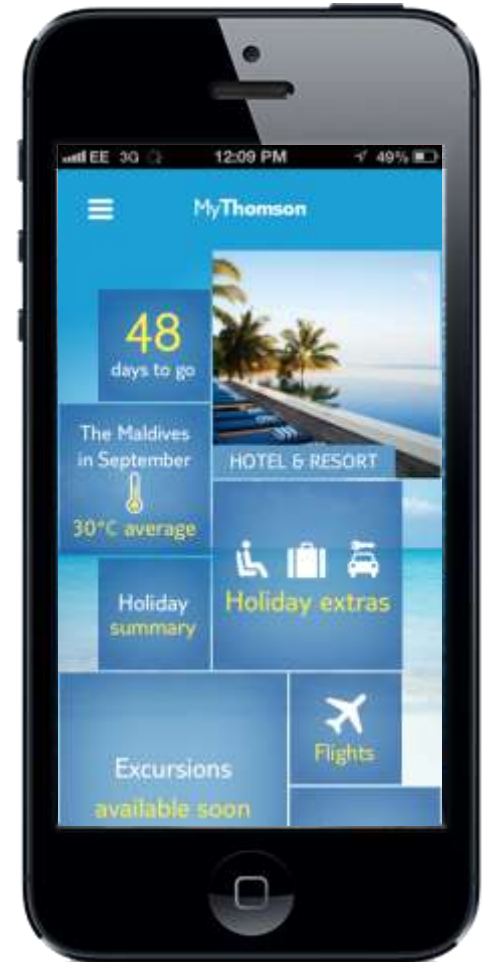 EE 3G 12:09 PM 49%
MyThomson
48
days to go
The Maldives
in September
30°C average
HOTEL & RESORT
Holiday extras
Holiday
summary
Flights
Excursions
available soon